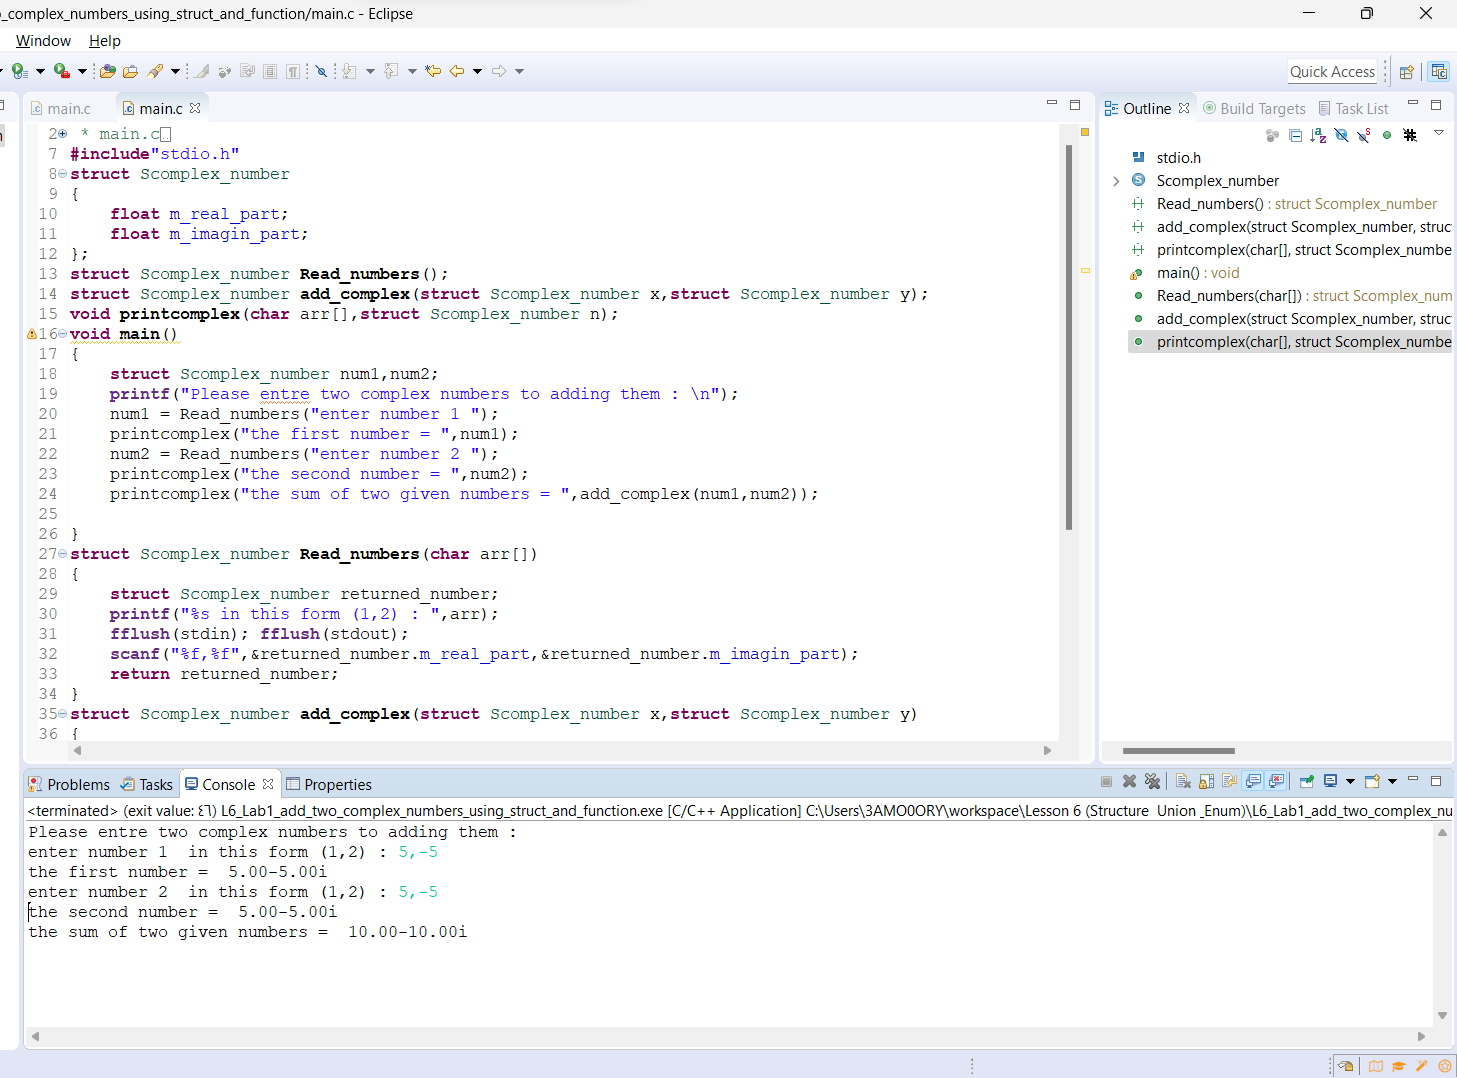 _complex_numbers_using_struct_and_function/main.c - Eclipse
Window Help
Quick Access
main.c
main.c
2 * main.c
7 #include"stdio.h"
8 struct Scomplex_number
9 {
10 float m_real_part;
11 float m_imagin_part;
12 };
13 struct Scomplex_number Read_numbers();
14 struct Scomplex_number add_complex(struct Scomplex_number x,struct Scomplex_number y);
15 void printcomplex(char arr[],struct Scomplex_number n);
16 void main()
17 {
18 struct Scomplex_number num1,num2;
19 printf("Please entre two complex numbers to adding them : \n");
20 num1 = Read_numbers("enter number 1 ");
21 printcomplex("the first number = ",num1);
22 num2 = Read_numbers("enter number 2 ");
23 printcomplex("the second number = ",num2);
24 printcomplex("the sum of two given numbers = ",add_complex(num1,num2));
25
26 }
27 struct Scomplex_number Read_numbers(char arr[])
28 {
29 struct Scomplex_number returned_number;
30 printf("%s in this form (1,2) : ",arr);
31 fflush(stdin); fflush(stdout);
32 scanf("%f,%f",&returned_number.m_real_part,&returned_number.m_imagin_part);
33 return returned_number;
34 }
35 struct Scomplex_number add_complex(struct Scomplex_number x,struct Scomplex_number y)
36 {
Outline Build Targets Task List
stdio.h
Scomplex_number
Read_numbers() : struct Scomplex_number
add_complex(struct Scomplex_number, struc
printcomplex(char[], struct Scomplex_numbe
main() : void
Read_numbers(char[]) : struct Scomplex_num
add_complex(struct Scomplex_number, struc
printcomplex(char[], struct Scomplex_numbe
Problems Tasks Console Properties
<terminated> (exit value: ٤٦) L6_Lab1_add_two_complex_numbers_using_struct_and_function.exe [C/C++ Application] C:\Users\3AMO0ORY\workspace\Lesson 6 (Structure Union _Enum)\L6_Lab1_add_two_complex_nu
Please entre two complex numbers to adding them :
enter number 1 in this form (1,2) : 5,-5
the first number = 5.00-5.00i
enter number 2 in this form (1,2) : 5,-5
the second number = 5.00-5.00i
the sum of two given numbers = 10.00-10.00i